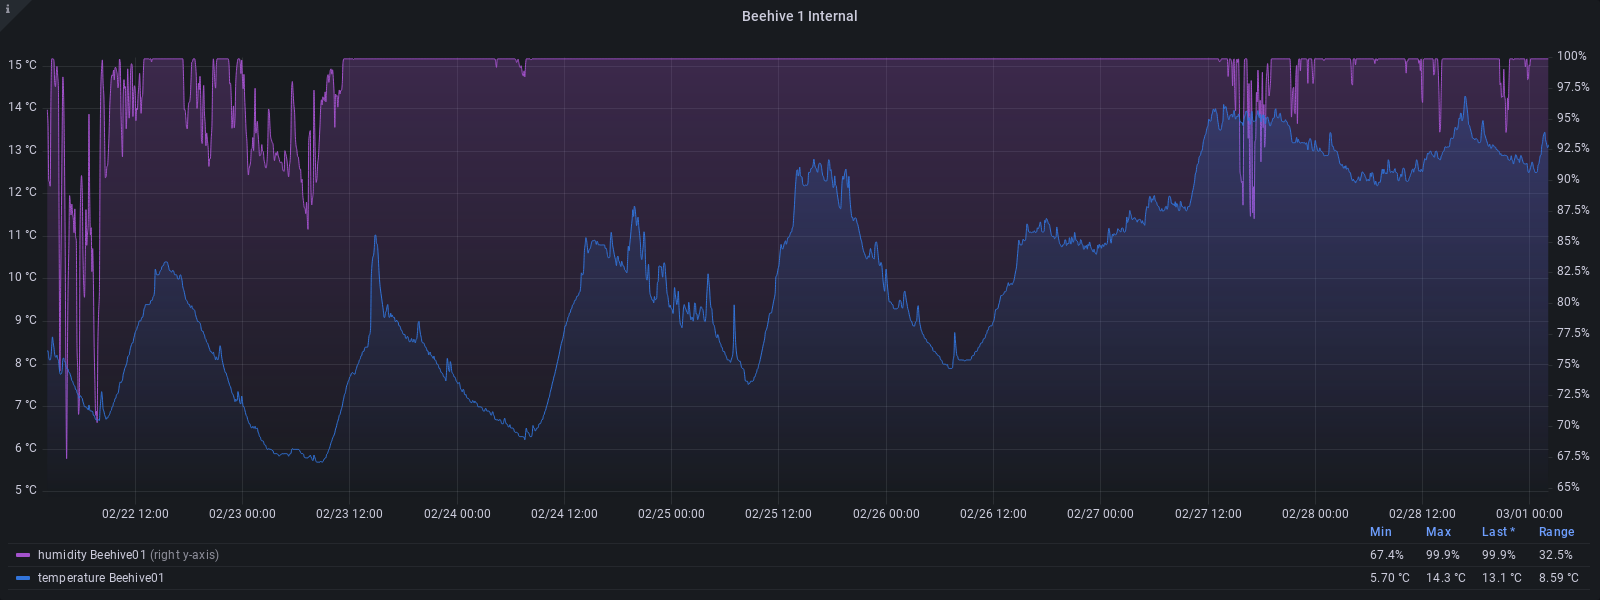 i
Beehive 1 Internal
15 °C
14 °C
13 °C
12 °C
11 °C
10 °C
9 °C
8 °C
7 °C
6 °C
5 °C
100%
97.5%
95%
92.5%
90%
87.5%
85%
82.5%
80%
77.5%
75%
72.5%
70%
67.5%
65%
02/22 12:00 02/23 00:00 02/23 12:00 02/24 00:00 02/24 12:00 02/25 00:00 02/25 12:00 02/26 00:00 02/26 12:00 02/27 00:00 02/27 12:00 02/28 00:00 02/28 12:00 03/01 00:00
Min Max Last * Range
humidity Beehive01 (right y-axis) 67.4% 99.9% 99.9% 32.5%
temperature Beehive01 5.70 °C 14.3 °C 13.1 °C 8.59 °C